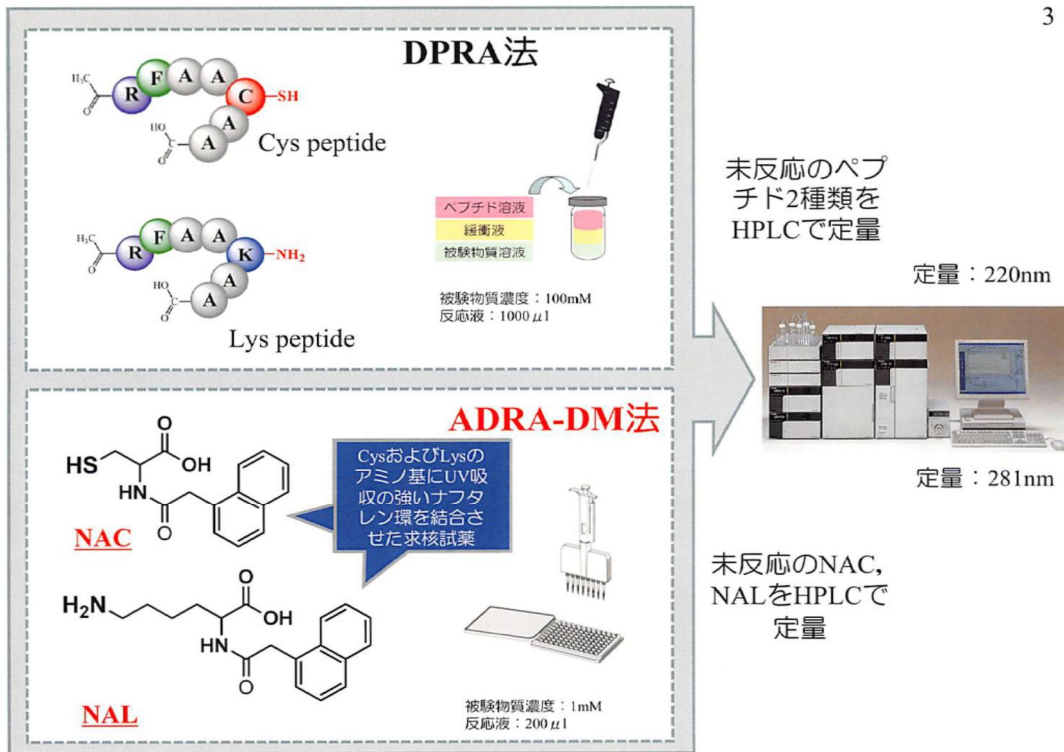 3
DPRA法
H₃C
O
R
F
A
A
C
SH
A
A
HO
C
O
Cys peptide
H₃C
O
R
F
A
A
K
NH₂
A
A
HO
C
O
Lys peptide
ペプチド溶液
緩衝液
被験物質溶液
被験物質濃度：100mM
反応液：1000μl
未反応のペプ
チド2種類を
HPLCで定量
定量：220nm
ADRA-DM法
HS
O
OH
HN
O
NAC
CysおよびLysの
アミノ基にUV吸
収の強いナフタ
レン環を結合さ
せた求核試薬
H₂N
O
OH
HN
O
NAL
被験物質濃度：1mM
反応液：200μl
定量：281nm
未反応のNAC,
NALをHPLCで
定量